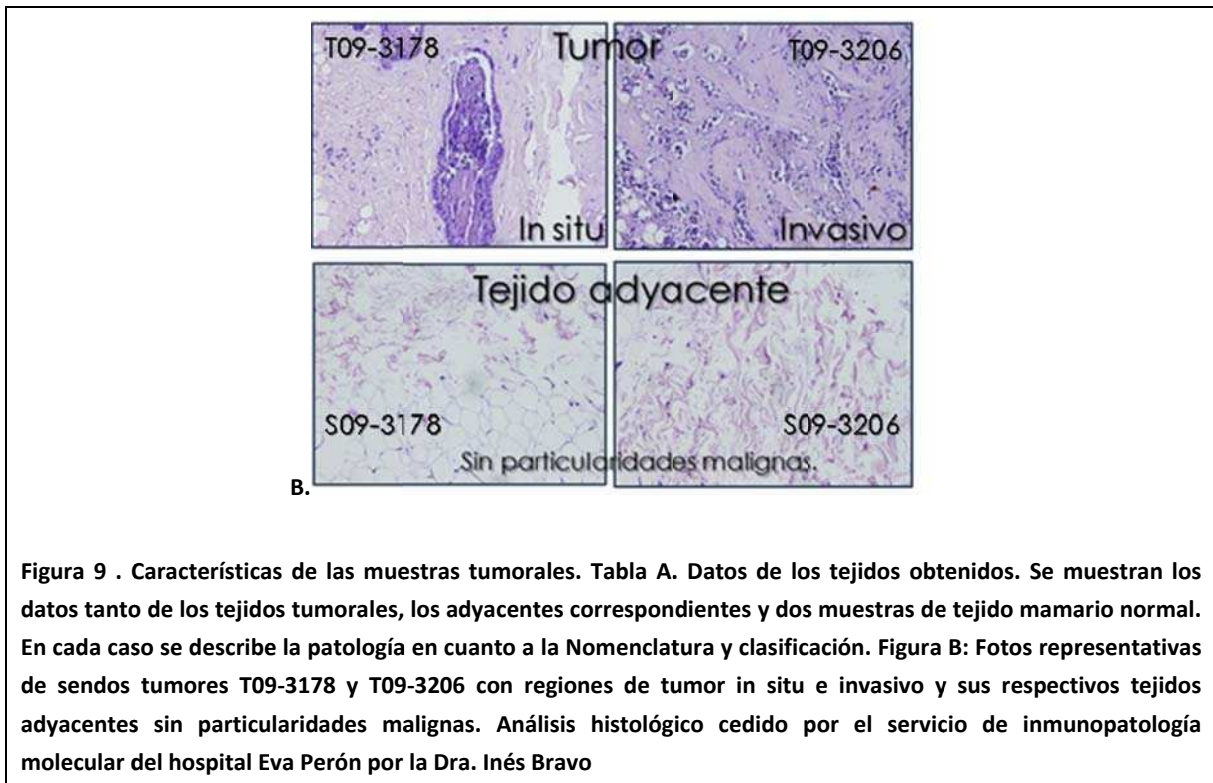 T09-3178
Tumor
T09-3206
In situ
Invasivo
Tejido adyacente
S09-3178
S09-3206
Sin particularidades malignas.
B.
Figura 9 . Características de las muestras tumorales. Tabla A. Datos de los tejidos obtenidos. Se muestran los
datos tanto de los tejidos tumorales, los adyacentes correspondientes y dos muestras de tejido mamario normal.
En cada caso se describe la patología en cuanto a la Nomenclatura y clasificación. Figura B: Fotos representativas
de sendos tumores T09-3178 y T09-3206 con regiones de tumor in situ e invasivo y sus respectivos tejidos
adyacentes sin particularidades malignas. Análisis histológico cedido por el servicio de inmunopatología
molecular del hospital Eva Perón por la Dra. Inés Bravo